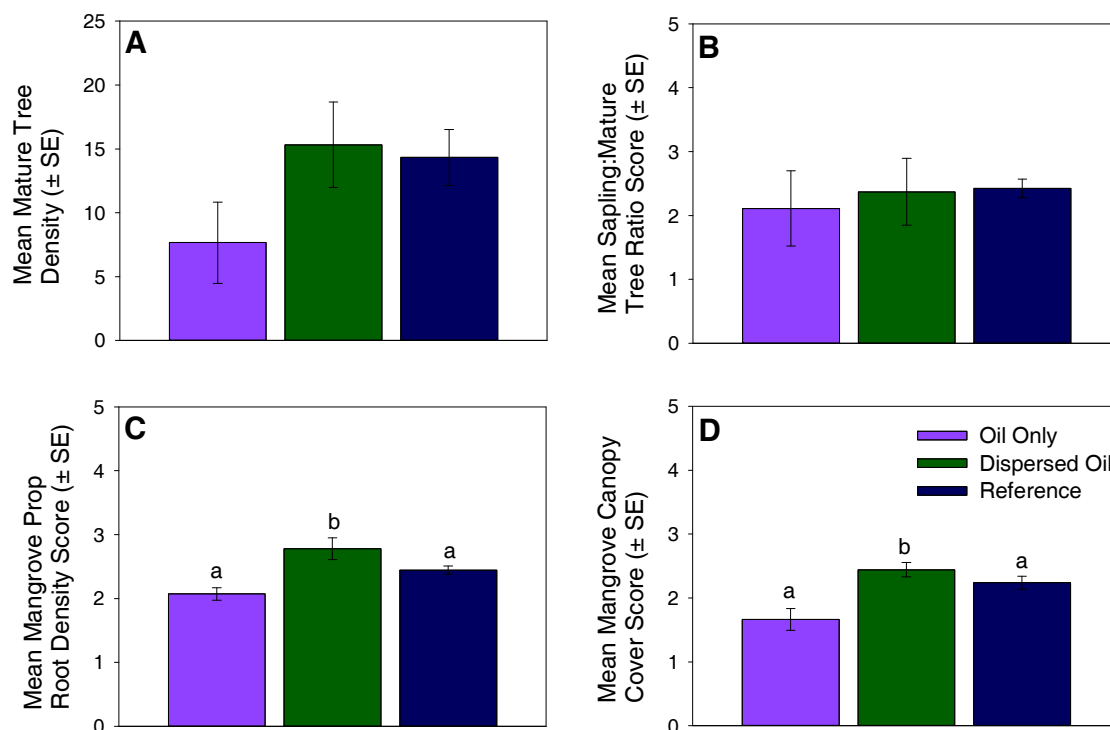 A
Mean Mature Tree
Density (± SE)
25
20
15
10
5
0
B
Mean Sapling:Mature
Tree Ratio Score (± SE)
5
4
3
2
1
0
C
Mean Mangrove Prop
Root Density Score (± SE)
5
4
3
2
1
0
a
b
a
D
Mean Mangrove Canopy
Cover Score (± SE)
5
4
3
2
1
0
a
b
a
Oil Only
Dispersed Oil
Reference